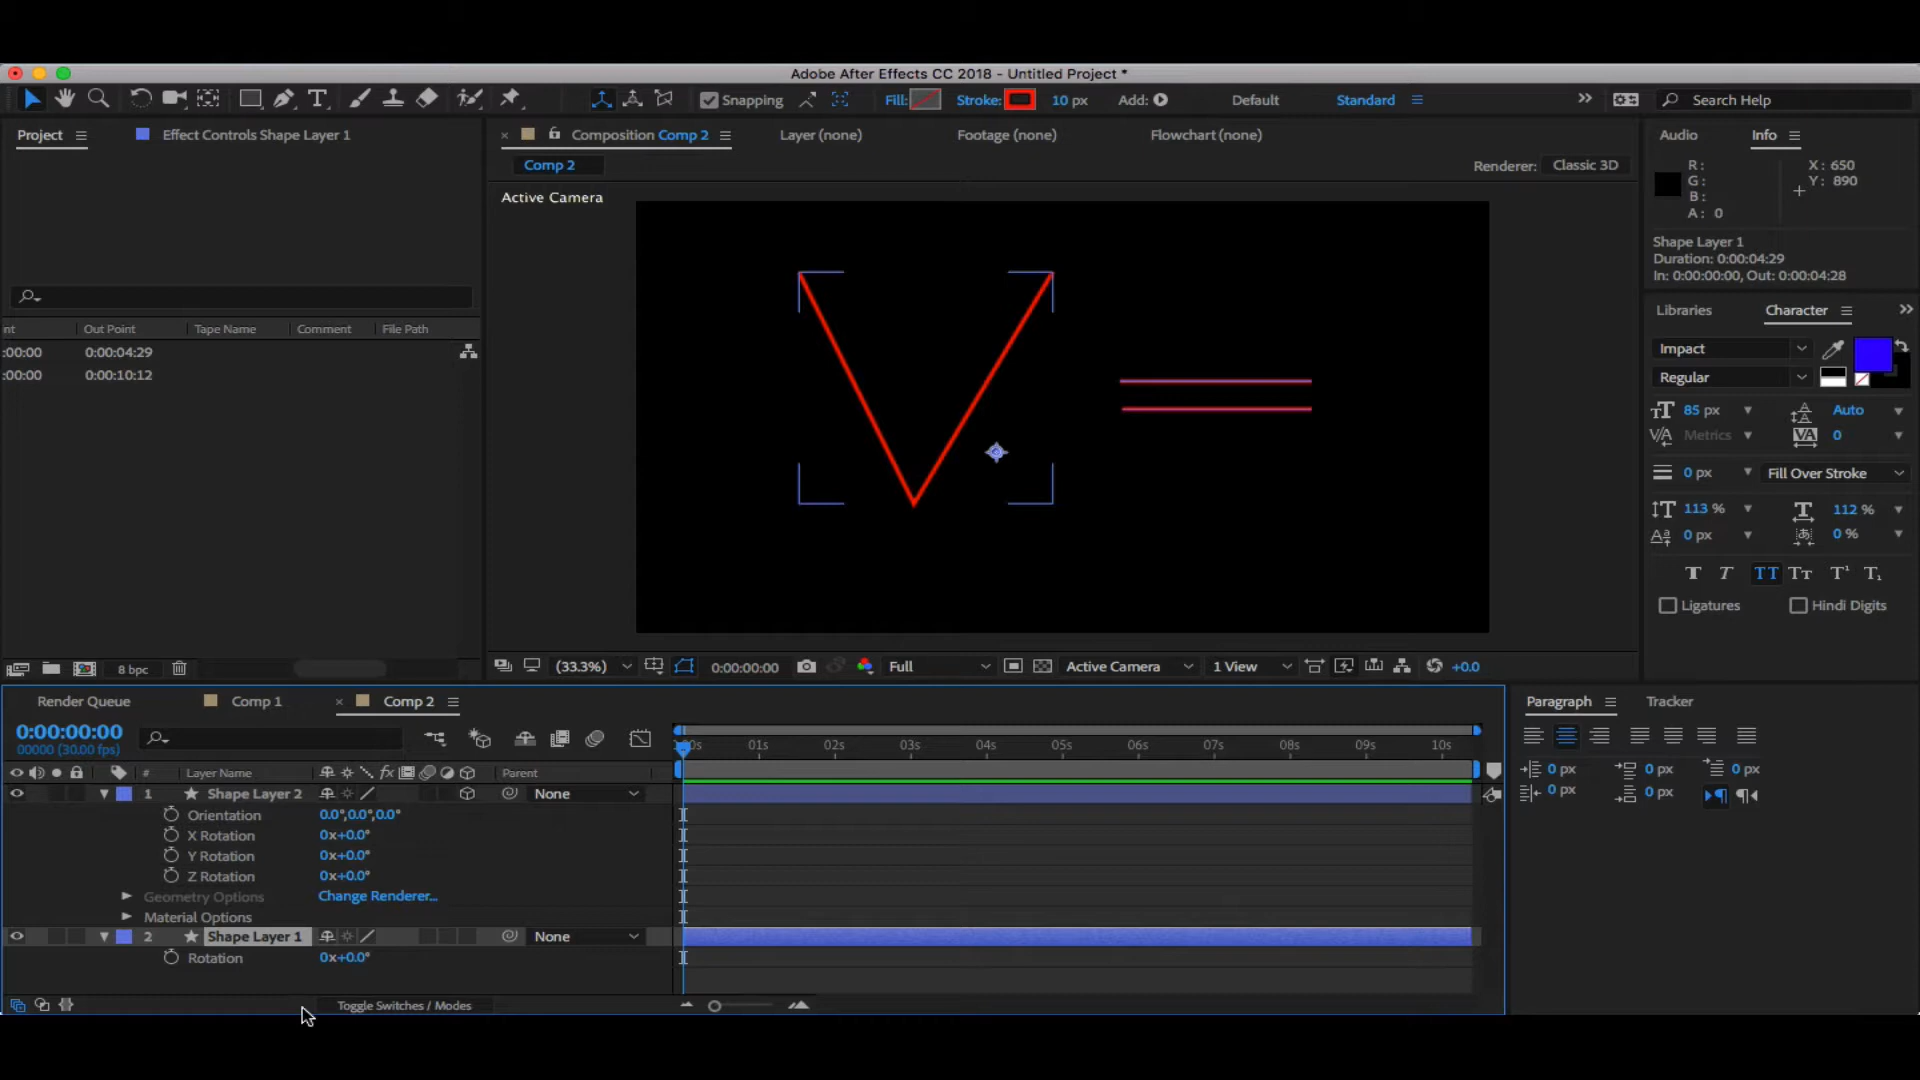 Adobe After Effects CC 2018 - Untitled Project *
Snapping
Fill:
Stroke:
10 px
Add:
Default
Standard
Search Help
Project
Effect Controls Shape Layer 1
Composition Comp 2
Layer (none)
Footage (none)
Flowchart (none)
Audio
Info
Comp 2
Renderer:
Classic 3D
R:
G:
B:
A: 0
X: 650
Y: 890
Active Camera
Shape Layer 1
Duration: 0:00:04:29
In: 0:00:00:00, Out: 0:00:04:28
nt
Out Point
Tape Name
Comment
File Path
:00:00
0:00:04:29
:00:00
0:00:10:12
Libraries
Character
Impact
Regular
85 px
Auto
Metrics
0
0 px
Fill Over Stroke
113 %
112 %
0 px
0 %
Ligatures
Hindi Digits
8 bpc
(33.3%)
0:00:00:00
Full
Active Camera
1 View
+0.0
Render Queue
Comp 1
Comp 2
Paragraph
Tracker
0:00:00:00
00000 (30.00 fps)
01s
02s
03s
04s
05s
06s
07s
08s
09s
10s
0 px
0 px
0 px
0 px
0 px
#
Layer Name
Parent
1
Shape Layer 2
None
Orientation
0.0°,0.0°,0.0°
X Rotation
0x+0.0°
Y Rotation
0x+0.0°
Z Rotation
0x+0.0°
Geometry Options
Change Renderer...
Material Options
2
Shape Layer 1
None
Rotation
0x+0.0°
Toggle Switches / Modes